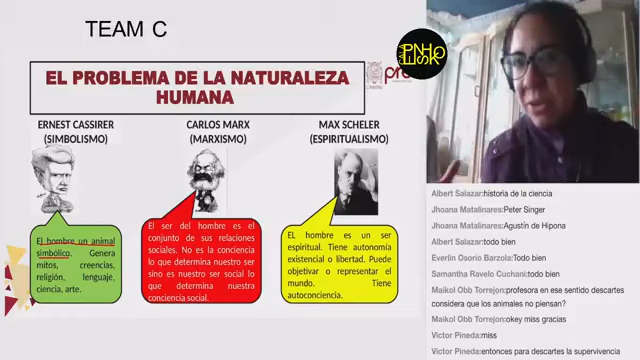 TEAM C
EL PROBLEMA DE LA NATURALEZA
HUMANA
ERNEST CASSIRER
(SIMBOLISMO)
CARLOS MARX
(MARXISMO)
MAX SCHELER
(ESPIRITUALISMO)
El hombre un animal
simbólico. Genera
mitos, creencias,
religión, lenguaje,
ciencia, arte.
El ser del hombre es el
conjunto de sus relaciones
sociales. No es la conciencia
lo que determina nuestro ser
sino es nuestro ser social lo
que determina nuestra
conciencia social.
EL hombre es un ser
espiritual. Tiene autonomía
existencial o libertad. Puede
objetivar o representar el
mundo. Tiene
autoconciencia.
Albert Salazar:historia de la ciencia
Jhoana Matalinares:Peter Singer
Jhoana Matalinares:Agustín de Hipona
Albert Salazar:todo bien
Everlin Osorio Barzola:Todo bien
Samantha Ravelo Cuchani:todo bien
Maikol Obb Torrejon:profesora en ese sentido descartes
considera que los animales no piensan?
Maikol Obb Torrejon:okey miss gracias
Victor Pineda:miss
Victor Pineda:entonces para descartes la supervivencia